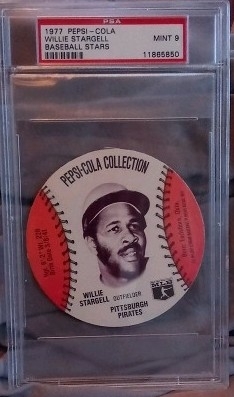 PSA
1977 PEPSI - COLA
WILLIE STARGELL
BASEBALL STARS
MINT 9
11865850
PEPSI-COLA COLLECTION
WILLIE
STARGELL OUTFIELDER
PITTSBURGH
PIRATES